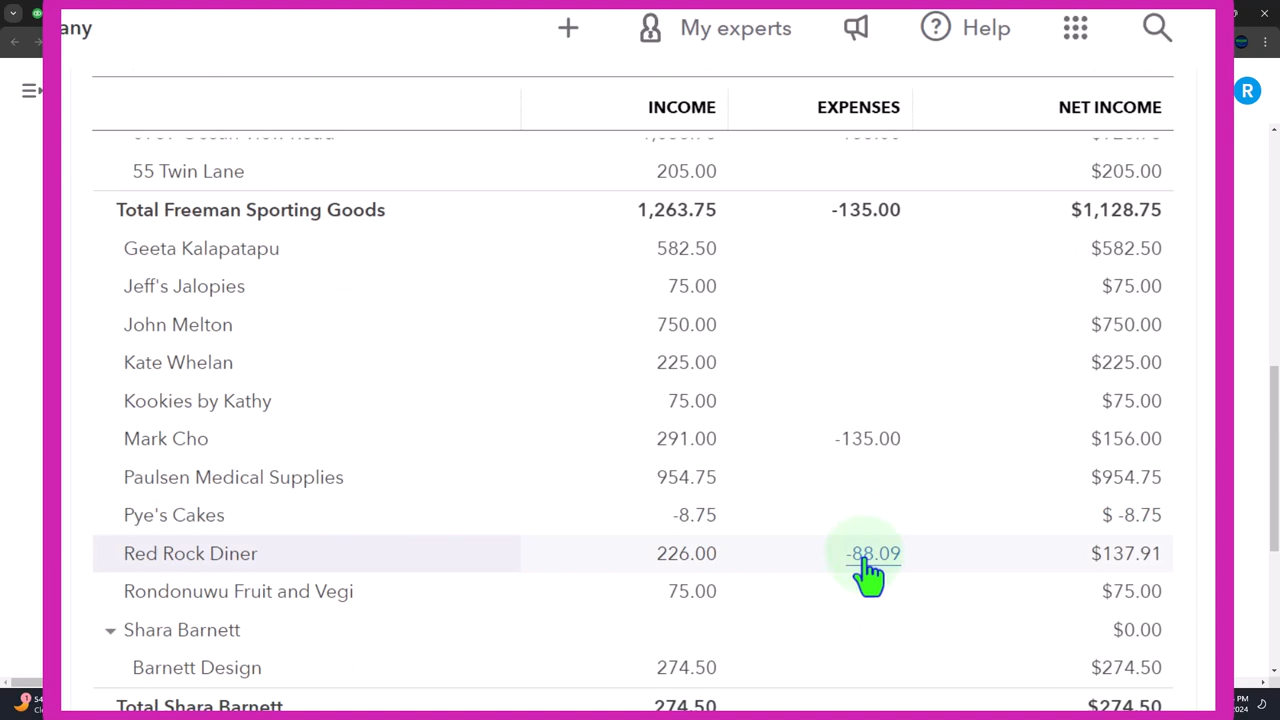 any My experts Help
INCOME EXPENSES NET INCOME
55 Twin Lane 205.00 $205.00
Total Freeman Sporting Goods 1,263.75 -135.00 $1,128.75
Geeta Kalapatapu 582.50 $582.50
Jeff's Jalopies 75.00 $75.00
John Melton 750.00 $750.00
Kate Whelan 225.00 $225.00
Kookies by Kathy 75.00 $75.00
Mark Cho 291.00 -135.00 $156.00
Paulsen Medical Supplies 954.75 $954.75
Pye's Cakes -8.75 $ -8.75
Red Rock Diner 226.00 -88.09 $137.91
Rondonuwu Fruit and Vegi 75.00 $75.00
Shara Barnett $0.00
Barnett Design 274.50 $274.50
Total Shara Barnett 274.50 $274.50
R
1